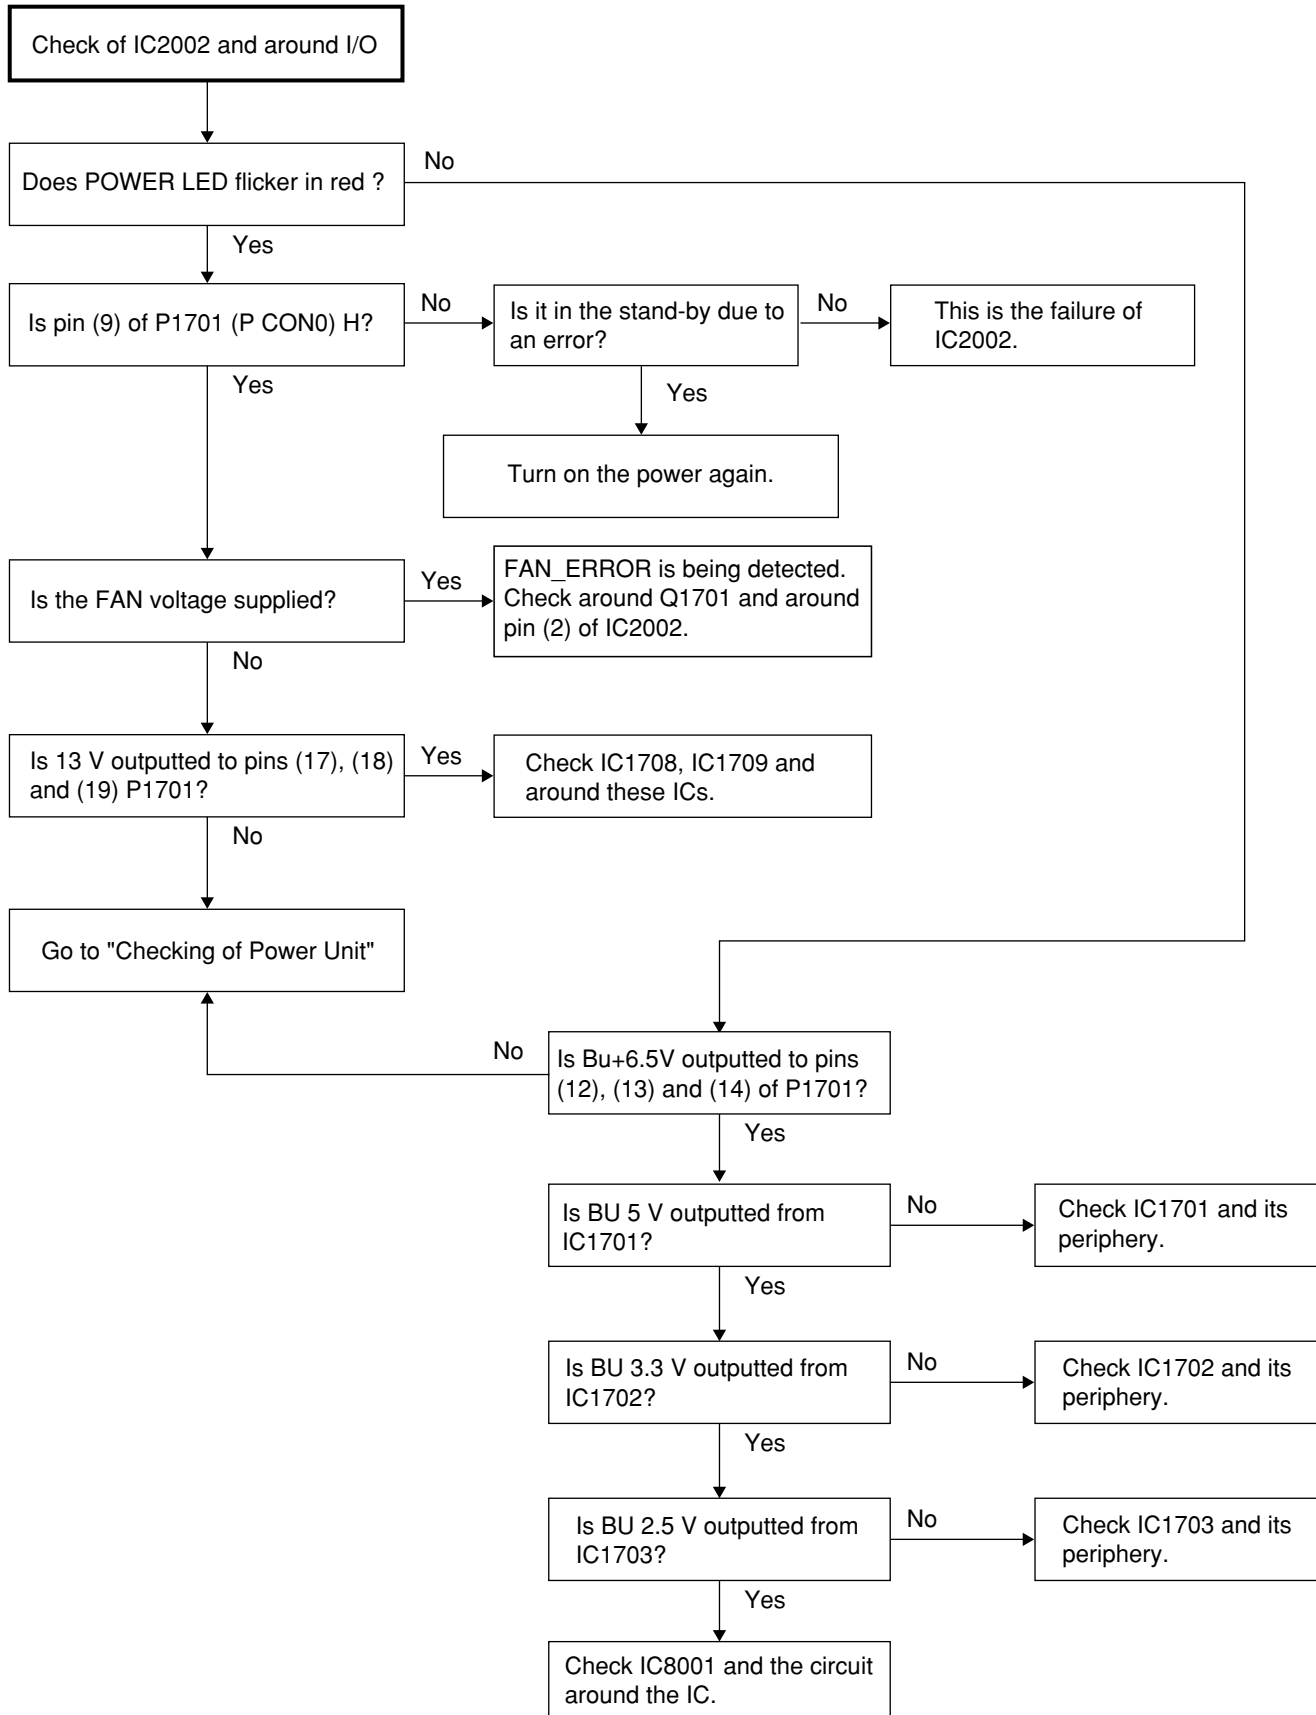 Check of IC2002 and around I/O
Does POWER LED flicker in red ?
No
Yes
Is pin (9) of P1701 (P CON0) H?
No
Is it in the stand-by due to
an error?
No
This is the failure of
IC2002.
Yes
Yes
Turn on the power again.
Is the FAN voltage supplied?
Yes
FAN_ERROR is being detected.
Check around Q1701 and around
pin (2) of IC2002.
No
Is 13 V outputted to pins (17), (18)
and (19) P1701?
Yes
Check IC1708, IC1709 and
around these ICs.
No
Go to "Checking of Power Unit"
No
Is Bu+6.5V outputted to pins
(12), (13) and (14) of P1701?
Yes
Is BU 5 V outputted from
IC1701?
No
Check IC1701 and its
periphery.
Yes
Is BU 3.3 V outputted from
IC1702?
No
Check IC1702 and its
periphery.
Yes
Is BU 2.5 V outputted from
IC1703?
No
Check IC1703 and its
periphery.
Yes
Check IC8001 and the circuit
around the IC.